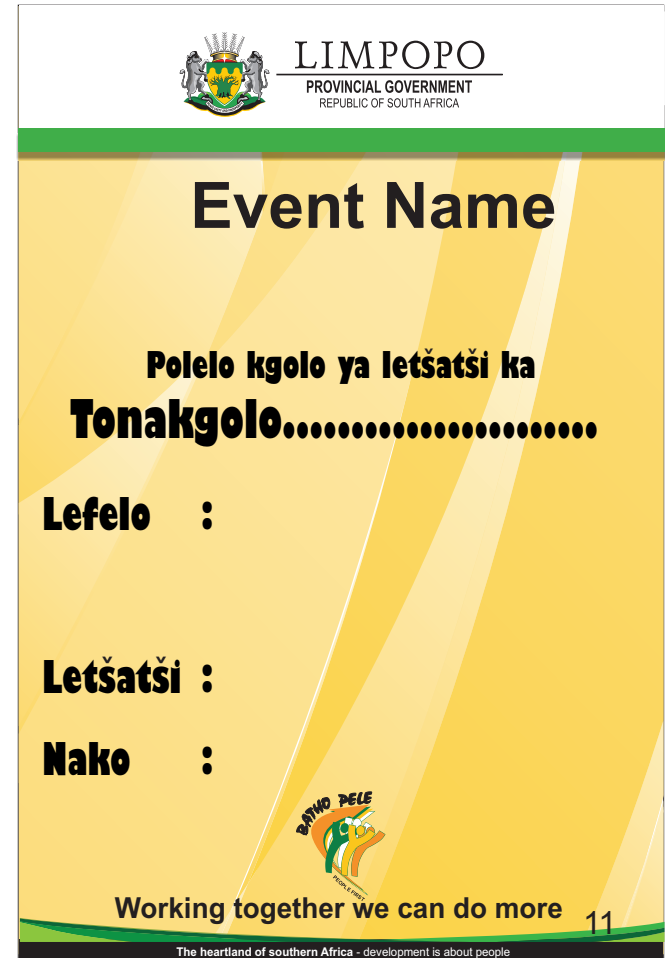 LIMPOPO
PROVINCIAL GOVERNMENT
REPUBLIC OF SOUTH AFRICA
Event Name
Polelo kgolo ya letšatši ka
Tonakgolo.......................
Lefelo :
Letšatši :
Nako :
BATHO PELE
PEOPLE FIRST
Working together we can do more
11
The heartland of southern Africa - development is about people